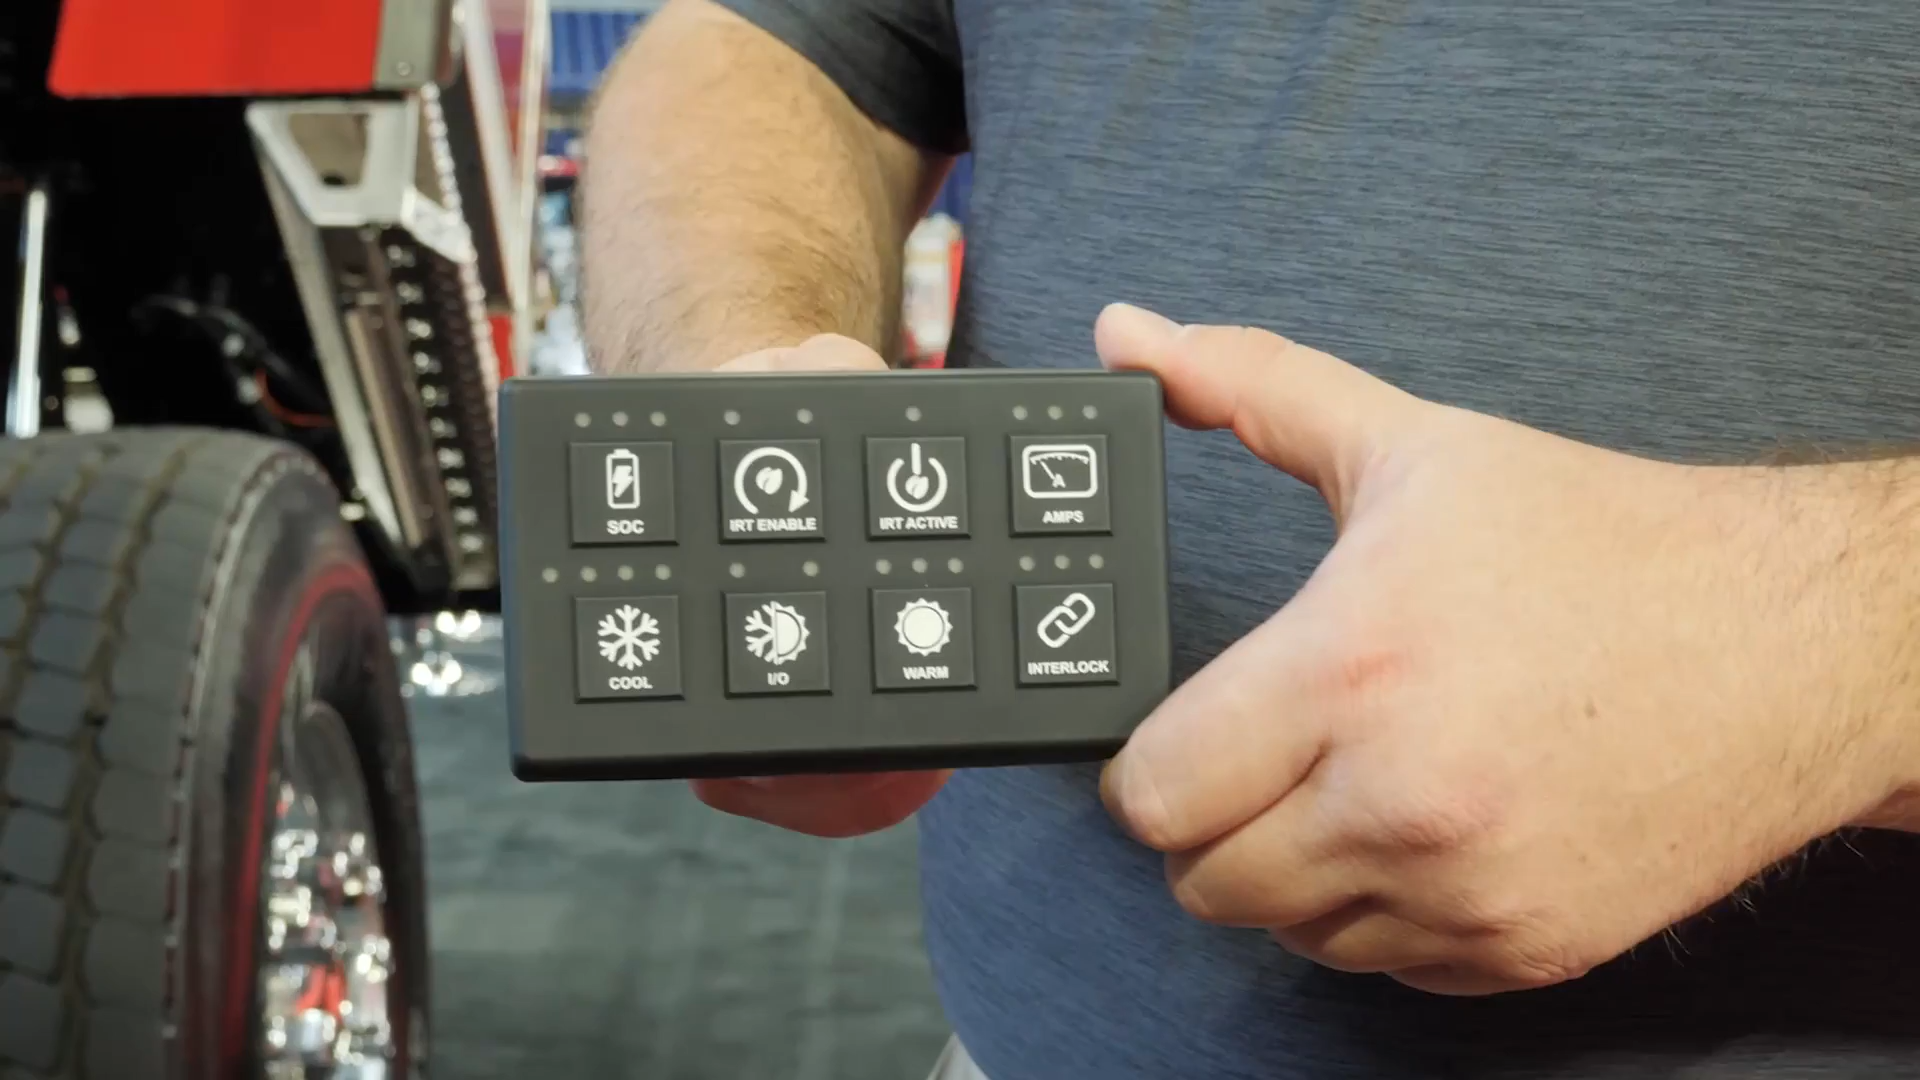 SOC
IRT ENABLE
IRT ACTIVE
A
AMPS
COOL
I/O
WARM
INTERLOCK